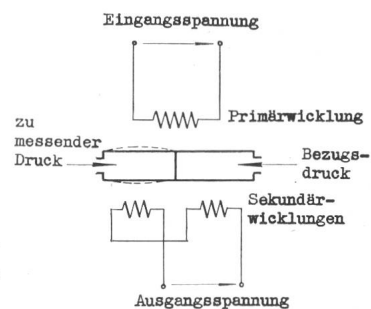 Eingangsspannung
Primärwicklung
zu
messender
Druck
Bezugs-
druck
Sekundär-
wicklungen
Ausgangsspannung